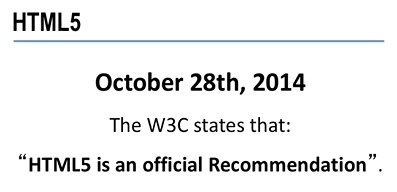 HTML5
October 28th, 2014
The W3C states that:
“HTML5 is an official Recommendation”.